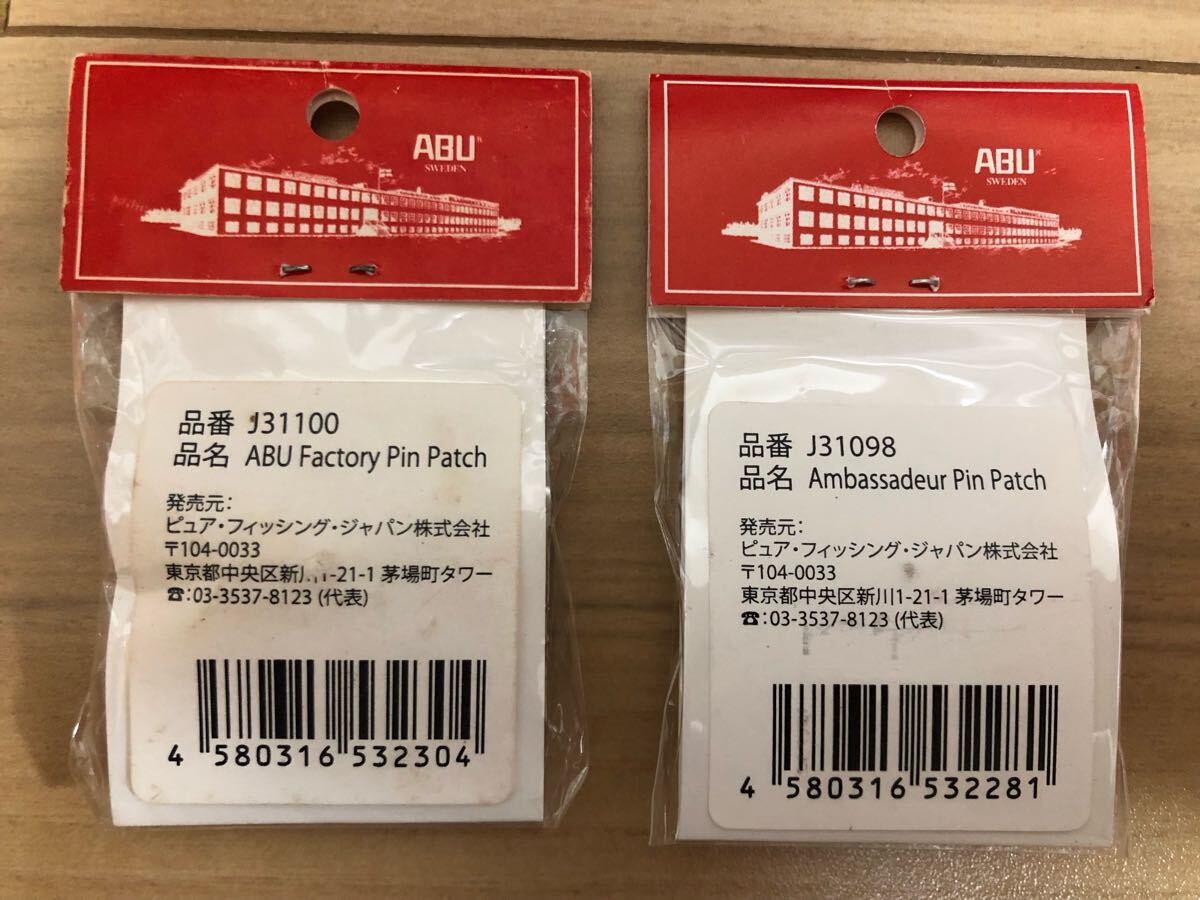 ABU®
SWEDEN
品番 J31100
品名 ABU Factory Pin Patch
発売元:
ピュア・フィッシング・ジャパン株式会社
〒104-0033
東京都中央区新川1-21-1 茅場町タワー
☎:03-3537-8123 (代表)
4 580316 532304
ABU®
SWEDEN
品番 J31098
品名 Ambassadeur Pin Patch
発売元:
ピュア・フィッシング・ジャパン株式会社
〒104-0033
東京都中央区新川1-21-1 茅場町タワー
☎:03-3537-8123 (代表)
4 580316 532281